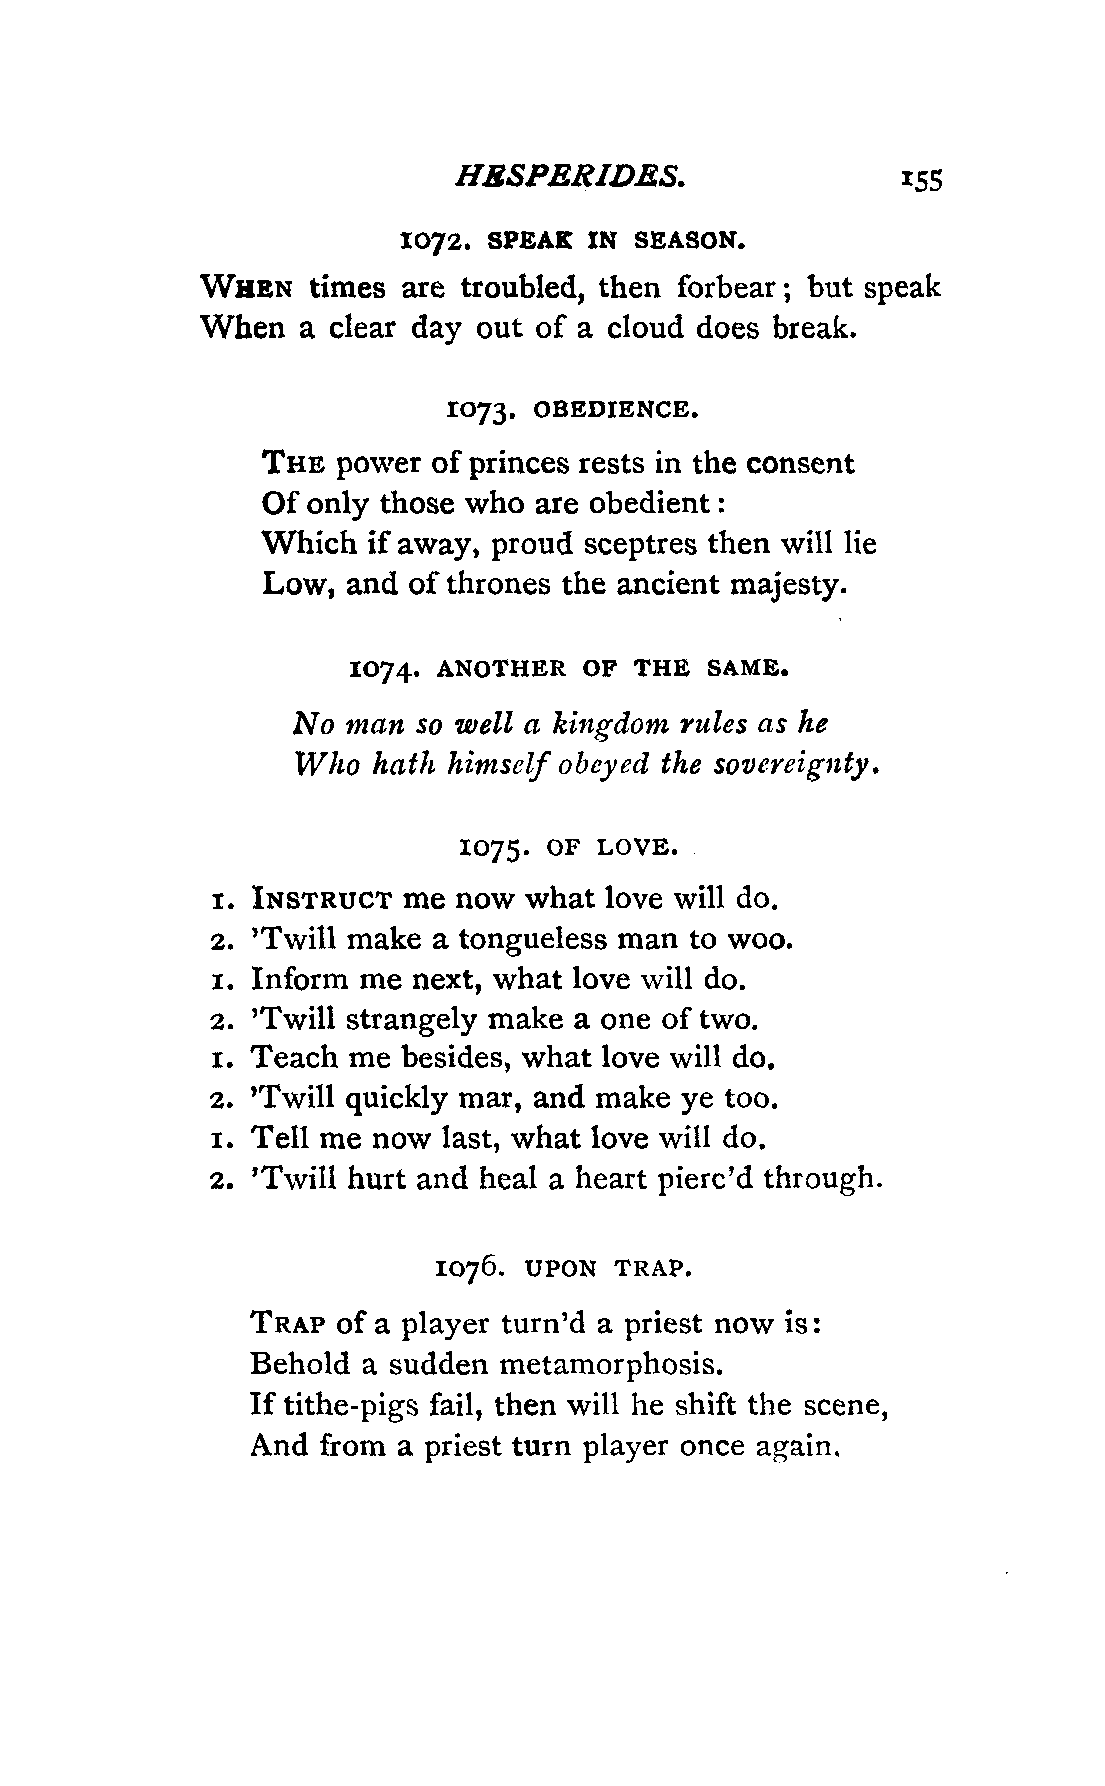 HESPERIDES. 155
1072. SPEAK IN SEASON.
WHEN times are troubled, then forbear; but speak
When a clear day out of a cloud does break.
1073. OBEDIENCE.
THE power of princes rests in the consent
Of only those who are obedient:
Which if away, proud sceptres then will lie
Low, and of thrones the ancient majesty.
1074. ANOTHER OF THE SAME.
No man so well a kingdom rules as he
Who hath himself obeyed the sovereignty.
1075. OF LOVE.
1. INSTRUCT me now what love will do.
2. 'Twill make a tongueless man to woo.
1. Inform me next, what love will do.
2. 'Twill strangely make a one of two.
1. Teach me besides, what love will do.
2. 'Twill quickly mar, and make ye too.
1. Tell me now last, what love will do.
2. 'Twill hurt and heal a heart pierc'd through.
1076. UPON TRAP.
TRAP of a player turn'd a priest now is:
Behold a sudden metamorphosis.
If tithe-pigs fail, then will he shift the scene,
And from a priest turn player once again.